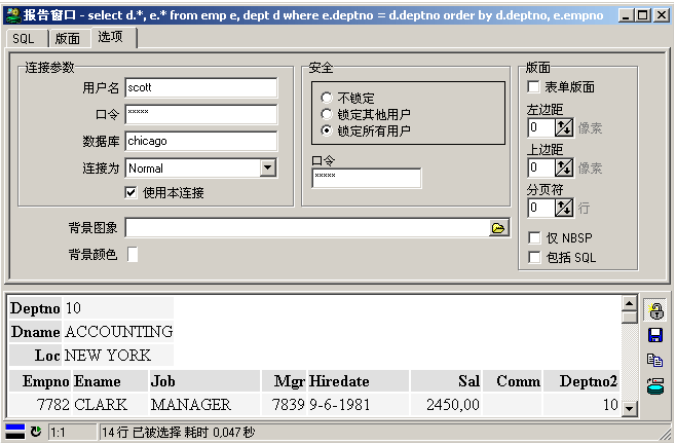 报告窗口 - select d.*, e.* from emp e, dept d where e.deptno = d.deptno order by d.deptno, e.empno
SQL 版面 选项
连接参数
用户名 scott
口令 *****
数据库 chicago
连接为 Normal
使用本连接
背景图象
背景颜色
安全
不锁定
锁定其他用户
锁定所有用户
口令
*****
版面
表单版面
左边距
0 像素
上边距
0 像素
分页符
0 行
仅 NBSP
包括 SQL
Deptno 10
Dname ACCOUNTING
Loc NEW YORK
Empno Ename Job Mgr Hiredate Sal Comm Deptno2
7782 CLARK MANAGER 7839 9-6-1981 2450,00 10
1:1 14行 已被选择 耗时 0,047秒